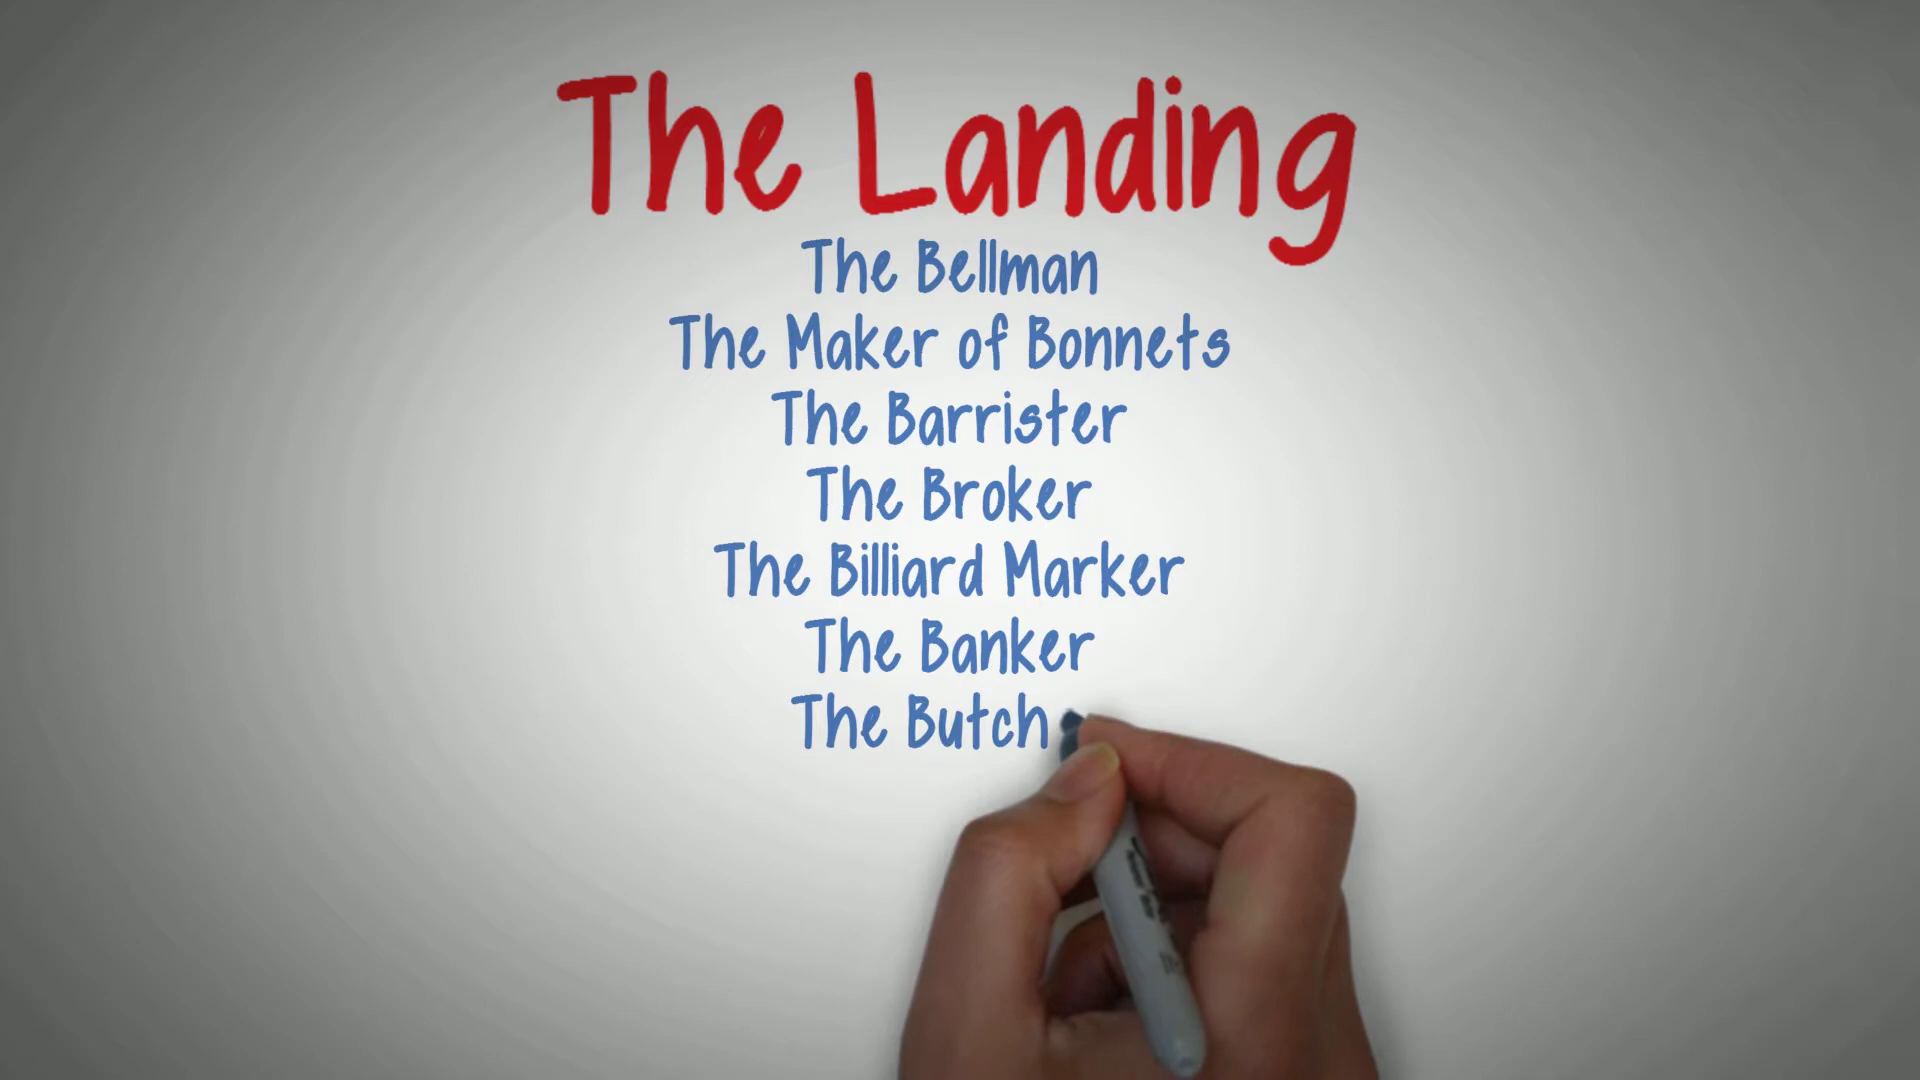 The Landing
The Bellman
The Maker of Bonnets
The Barrister
The Broker
The Billiard Marker
The Banker
The Butch